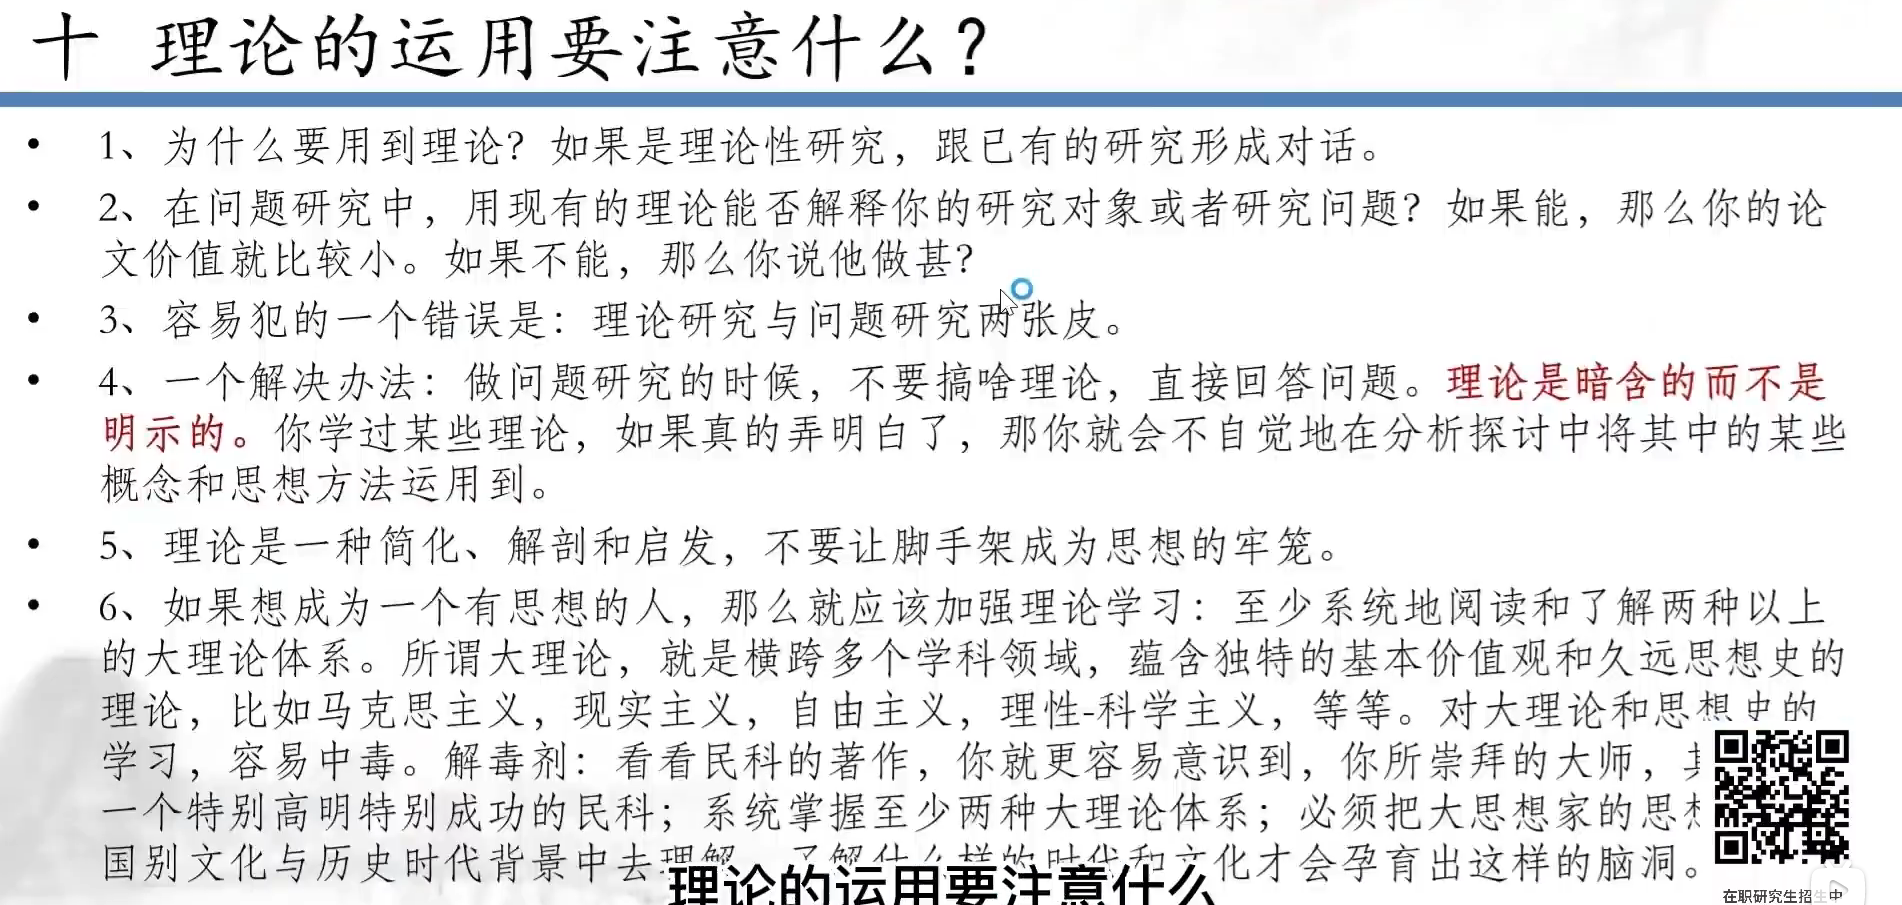 十 理论的运用要注意什么？
• 1、为什么要用到理论？如果是理论性研究，跟已有的研究形成对话。
• 2、在问题研究中，用现有的理论能否解释你的研究对象或者研究问题？如果能，那么你的论
文价值就比较小。如果不能，那么你说他做甚？
• 3、容易犯的一个错误是：理论研究与问题研究两张皮。
• 4、一个解决办法：做问题研究的时候，不要搞啥理论，直接回答问题。理论是暗含的而不是
明示的。你学过某些理论，如果真的弄明白了，那你就会不自觉地在分析探讨中将其中的某些
概念和思想方法运用到。
• 5、理论是一种简化、解剖和启发，不要让脚手架成为思想的牢笼。
• 6、如果想成为一个有思想的人，那么就应该加强理论学习：至少系统地阅读和了解两种以上
的大理论体系。所谓大理论，就是横跨多个学科领域，蕴含独特的基本价值观和久远思想史的
理论，比如马克思主义，现实主义，自由主义，理性-科学主义，等等。对大理论和思想史的
学习，容易中毒。解毒剂：看看民科的著作，你就更容易意识到，你所崇拜的大师，
一个特别高明特别成功的民科；系统掌握至少两种大理论体系；必须把大思想家的思想
国别文化与历史时代背景中去理解，了解什么样的时代和文化才会孕育出这样的脑洞。
理论的运用要注意什么
在职研究生招生中